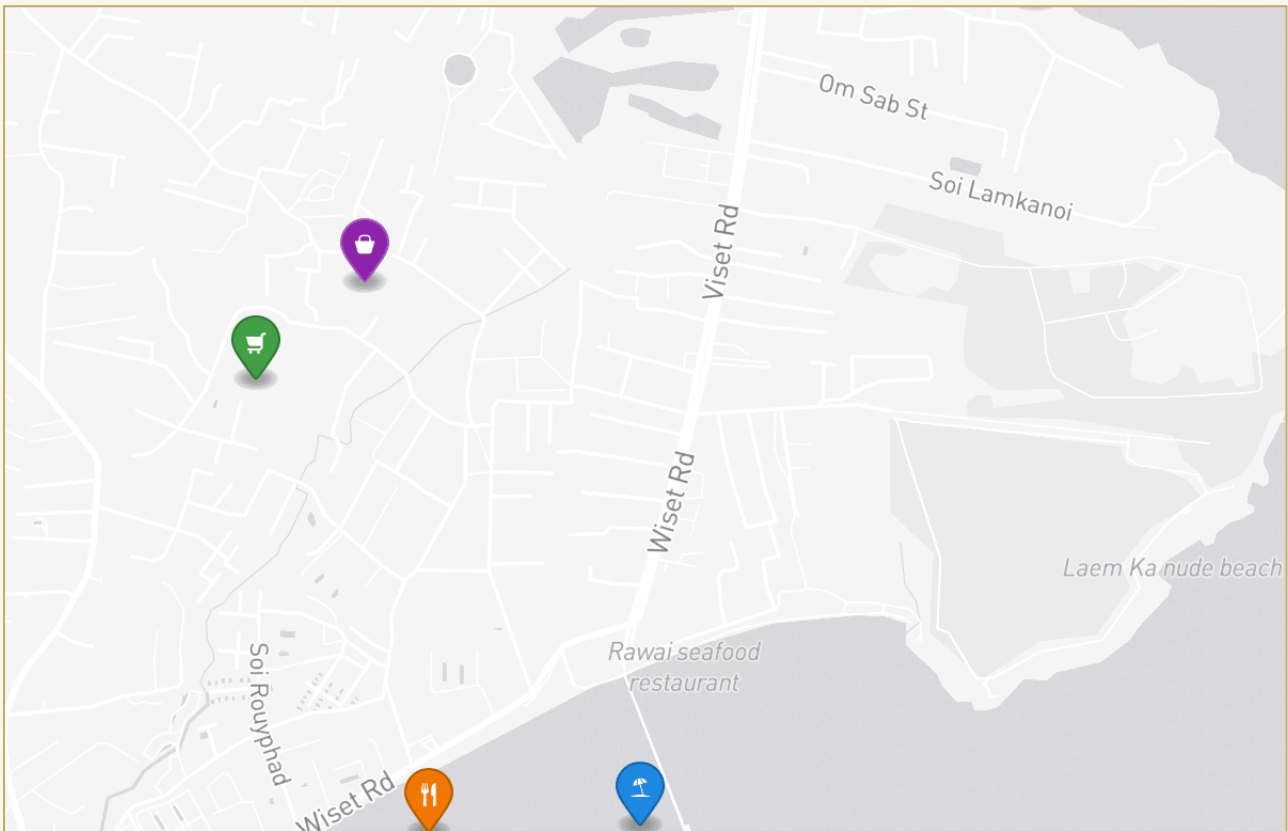 Om Sab St
Soi Lamkanoi
Viset Rd
Wiset Rd
Laem Ka nude beach
Rawai seafood
restaurant
Soi Rouyphad
Wiset Rd